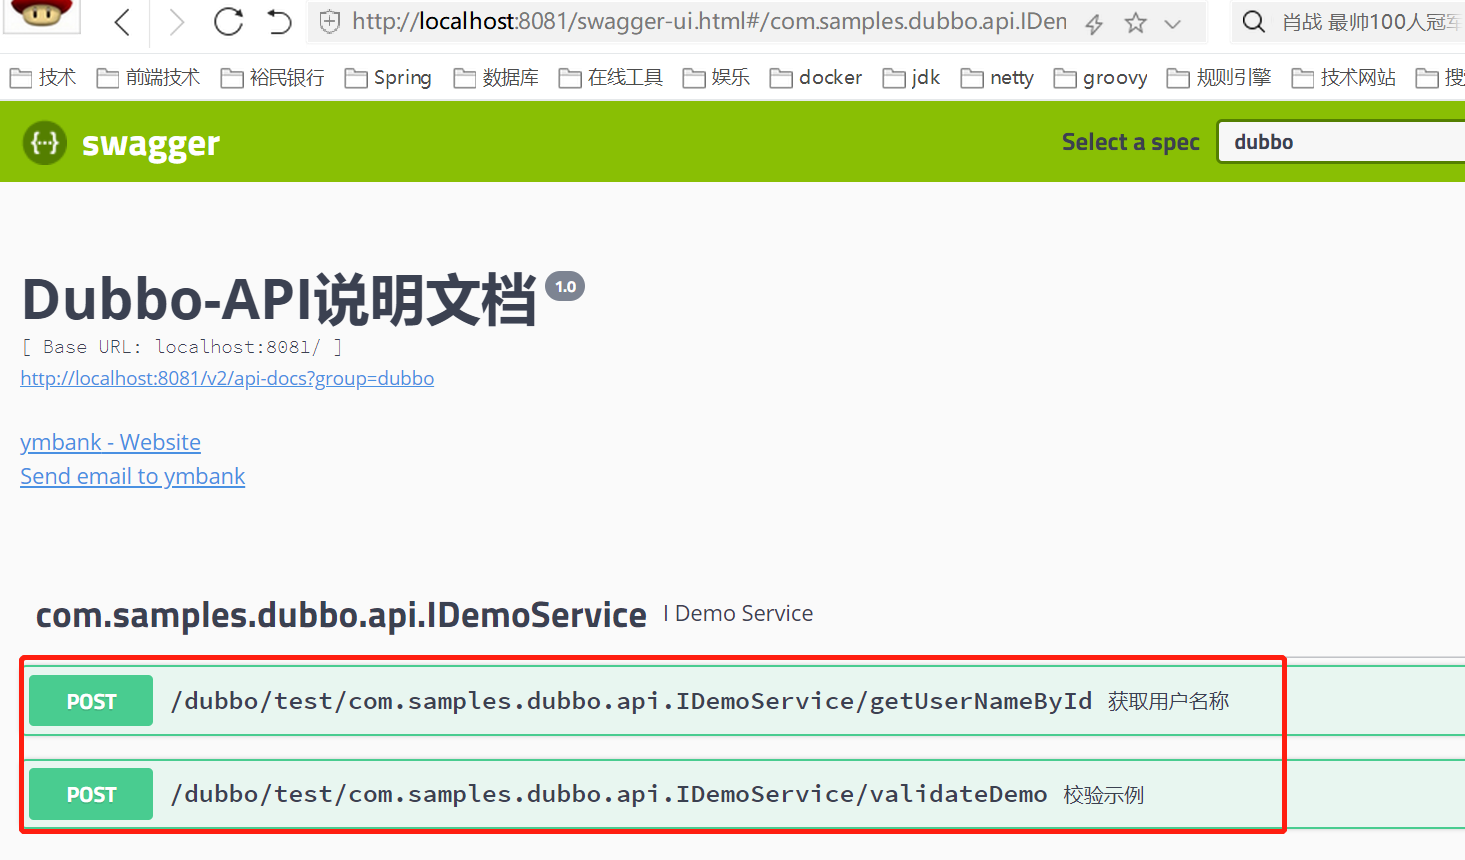 http://localhost:8081/swagger-ui.html#/com.samples.dubbo.api.IDem
肖战 最帅100人冠军
技术 前端技术 裕民银行 Spring 数据库 在线工具 娱乐 docker jdk netty groovy 规则引擎 技术网站
{···} swagger
Select a spec dubbo
Dubbo-API说明文档 1.0
[ Base URL: localhost:8081/ ]
http://localhost:8081/v2/api-docs?group=dubbo
ymbank - Website
Send email to ymbank
com.samples.dubbo.api.IDemoService I Demo Service
POST /dubbo/test/com.samples.dubbo.api.IDemoService/getUserNameById 获取用户名称
POST /dubbo/test/com.samples.dubbo.api.IDemoService/validateDemo 校验示例